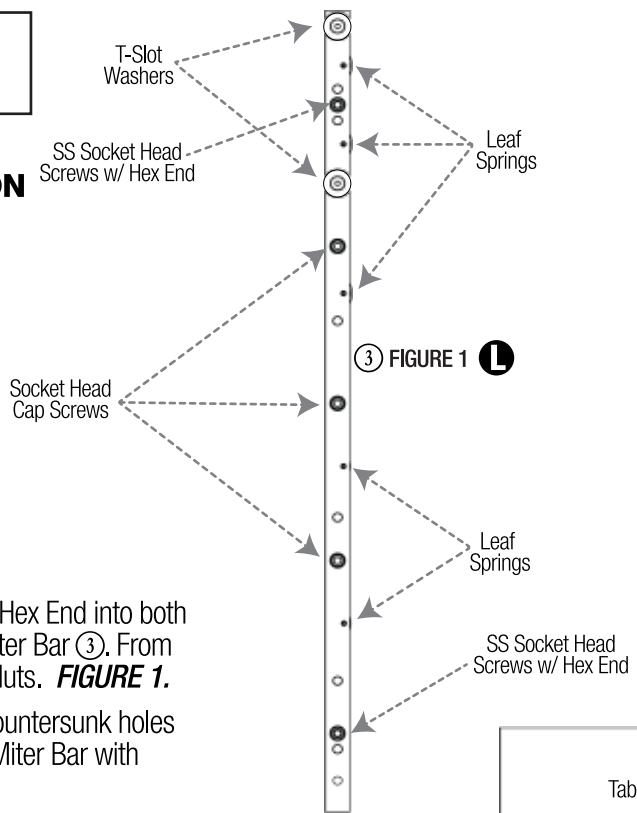 T-Slot
Washers
SS Socket Head
Screws w/ Hex End
ON
Leaf
Springs
③ FIGURE 1 L
Socket Head
Cap Screws
Leaf
Springs
Hex End into both
ter Bar ③. From
luts. FIGURE 1.
SS Socket Head
Screws w/ Hex End
ountersunk holes
Miter Bar with
Tab